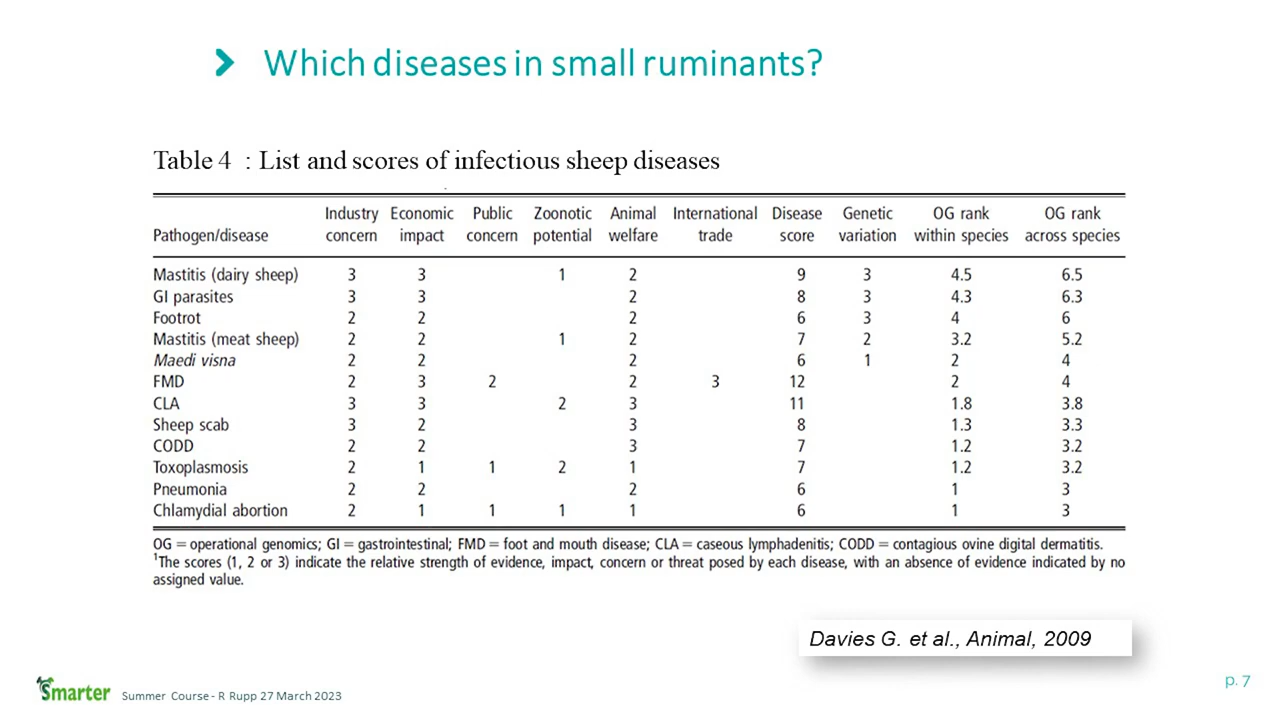 Which diseases in small ruminants?
Table 4 : List and scores of infectious sheep diseases
Industry Economic Public Zoonotic Animal International Disease Genetic OG rank OG rank
Pathogen/disease concern impact concern potential welfare trade score variation within species across species
Mastitis (dairy sheep) 3 3 1 2 9 3 4.5 6.5
GI parasites 3 3 2 8 3 4.3 6.3
Footrot 2 2 2 6 3 4 6
Mastitis (meat sheep) 2 2 1 2 7 2 3.2 5.2
Maedi visna 2 2 2 6 1 2 4
FMD 2 3 2 2 3 12 2 4
CLA 3 3 2 3 11 1.8 3.8
Sheep scab 3 2 3 8 1.3 3.3
CODD 2 2 3 7 1.2 3.2
Toxoplasmosis 2 1 1 2 1 7 1.2 3.2
Pneumonia 2 2 2 6 1 3
Chlamydial abortion 2 1 1 1 1 6 1 3
OG = operational genomics; GI = gastrointestinal; FMD = foot and mouth disease; CLA = caseous lymphadenitis; CODD = contagious ovine digital dermatitis.
1The scores (1, 2 or 3) indicate the relative strength of evidence, impact, concern or threat posed by each disease, with an absence of evidence indicated by no
assigned value.
Davies G. et al., Animal, 2009
Smarter Summer Course - R Rupp 27 March 2023
p. 7